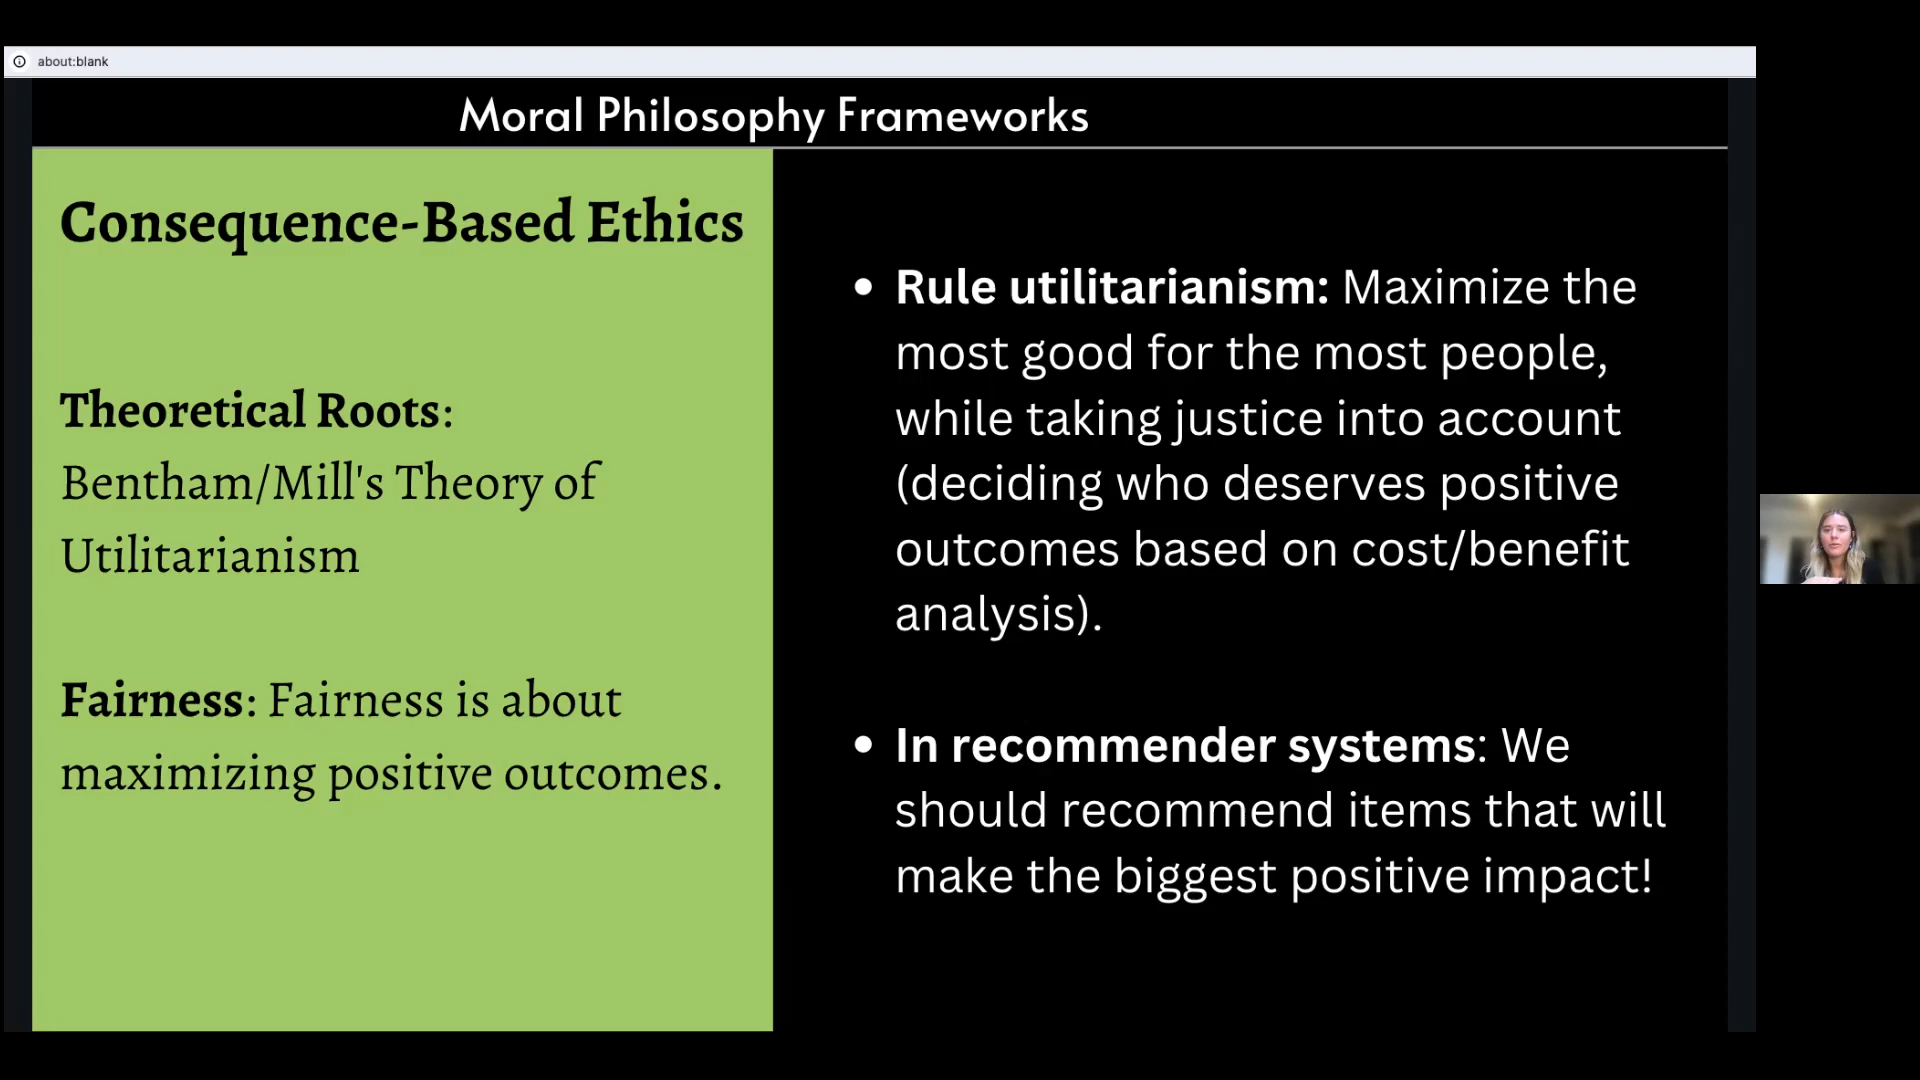 about:blank
Moral Philosophy Frameworks
Consequence-Based Ethics
Theoretical Roots:
Bentham/Mill's Theory of
Utilitarianism
Fairness: Fairness is about
maximizing positive outcomes.
• Rule utilitarianism: Maximize the
most good for the most people,
while taking justice into account
(deciding who deserves positive
outcomes based on cost/benefit
analysis).
• In recommender systems: We
should recommend items that will
make the biggest positive impact!